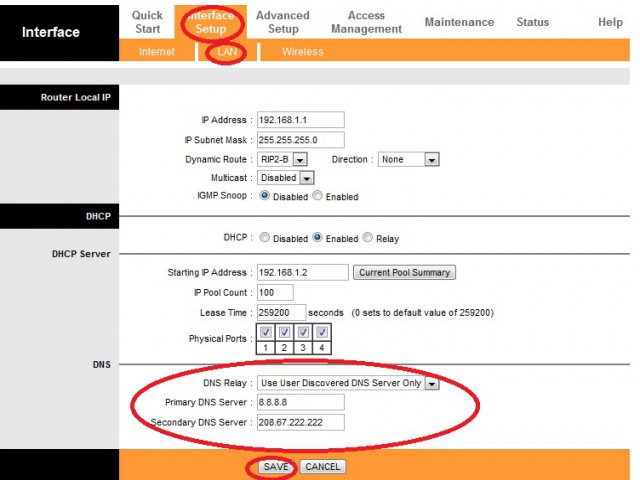 Interface
Quick Start
Interface Setup
Advanced Setup
Access Management
Maintenance
Status
Help
Internet
LAN
Wireless
Router Local IP
IP Address : 192.168.1.1
IP Subnet Mask : 255.255.255.0
Dynamic Route : RIP2-B Direction : None
Multicast : Disabled
IGMP Snoop : Disabled Enabled
DHCP
DHCP : Disabled Enabled Relay
DHCP Server
Starting IP Address : 192.168.1.2 Current Pool Summary
IP Pool Count : 100
Lease Time : 259200 seconds (0 sets to default value of 259200)
Physical Ports :
1 2 3 4
DNS
DNS Relay : Use User Discovered DNS Server Only
Primary DNS Server : 8.8.8.8
Secondary DNS Server : 208.67.222.222
SAVE CANCEL